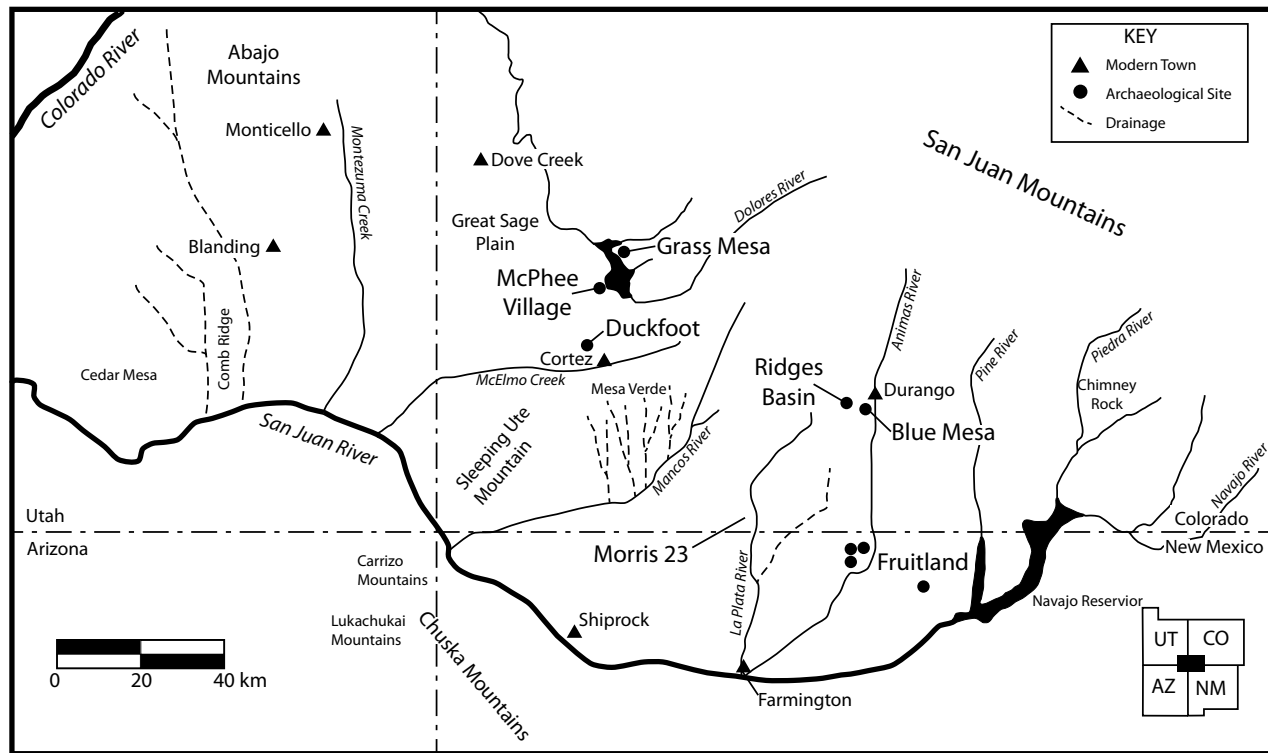 Colorado River
Abajo
Mountains
Monticello
Montezuma Creek
Blanding
Comb Ridge
Cedar Mesa
San Juan River
Utah
Arizona
Dove Creek
Great Sage
Plain
Dolores River
Grass Mesa
McPhee
Village
Duckfoot
Cortez
McElmo Creek
Mesa Verde
Sleeping Ute
Mountain
Mancos River
KEY
Modern Town
Archaeological Site
Drainage
San Juan Mountains
Animas River
Pine River
Piedra River
Chimney
Rock
Navajo River
Ridges
Basin
Durango
Blue Mesa
Colorado
New Mexico
Morris 23
La Plata River
Fruitland
Navajo Reservior
Carrizo
Mountains
Lukachukai
Mountains
Chuska Mountains
Shiprock
Farmington
0 20 40 km
UT CO
AZ NM